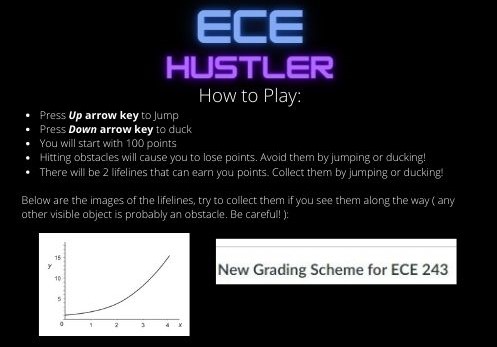 ECE
HUSTLER
How to Play:
• Press Up arrow key to Jump
• Press Down arrow key to duck
• You will start with 100 points
• Hitting obstacles will cause you to lose points. Avoid them by jumping or ducking!
• There will be 2 lifelines that can earn you points. Collect them by jumping or ducking!
Below are the images of the lifelines, try to collect them if you see them along the way ( any
other visible object is probably an obstacle. Be careful! ):
y
15
10
5
0 1 2 3 4 x
New Grading Scheme for ECE 243